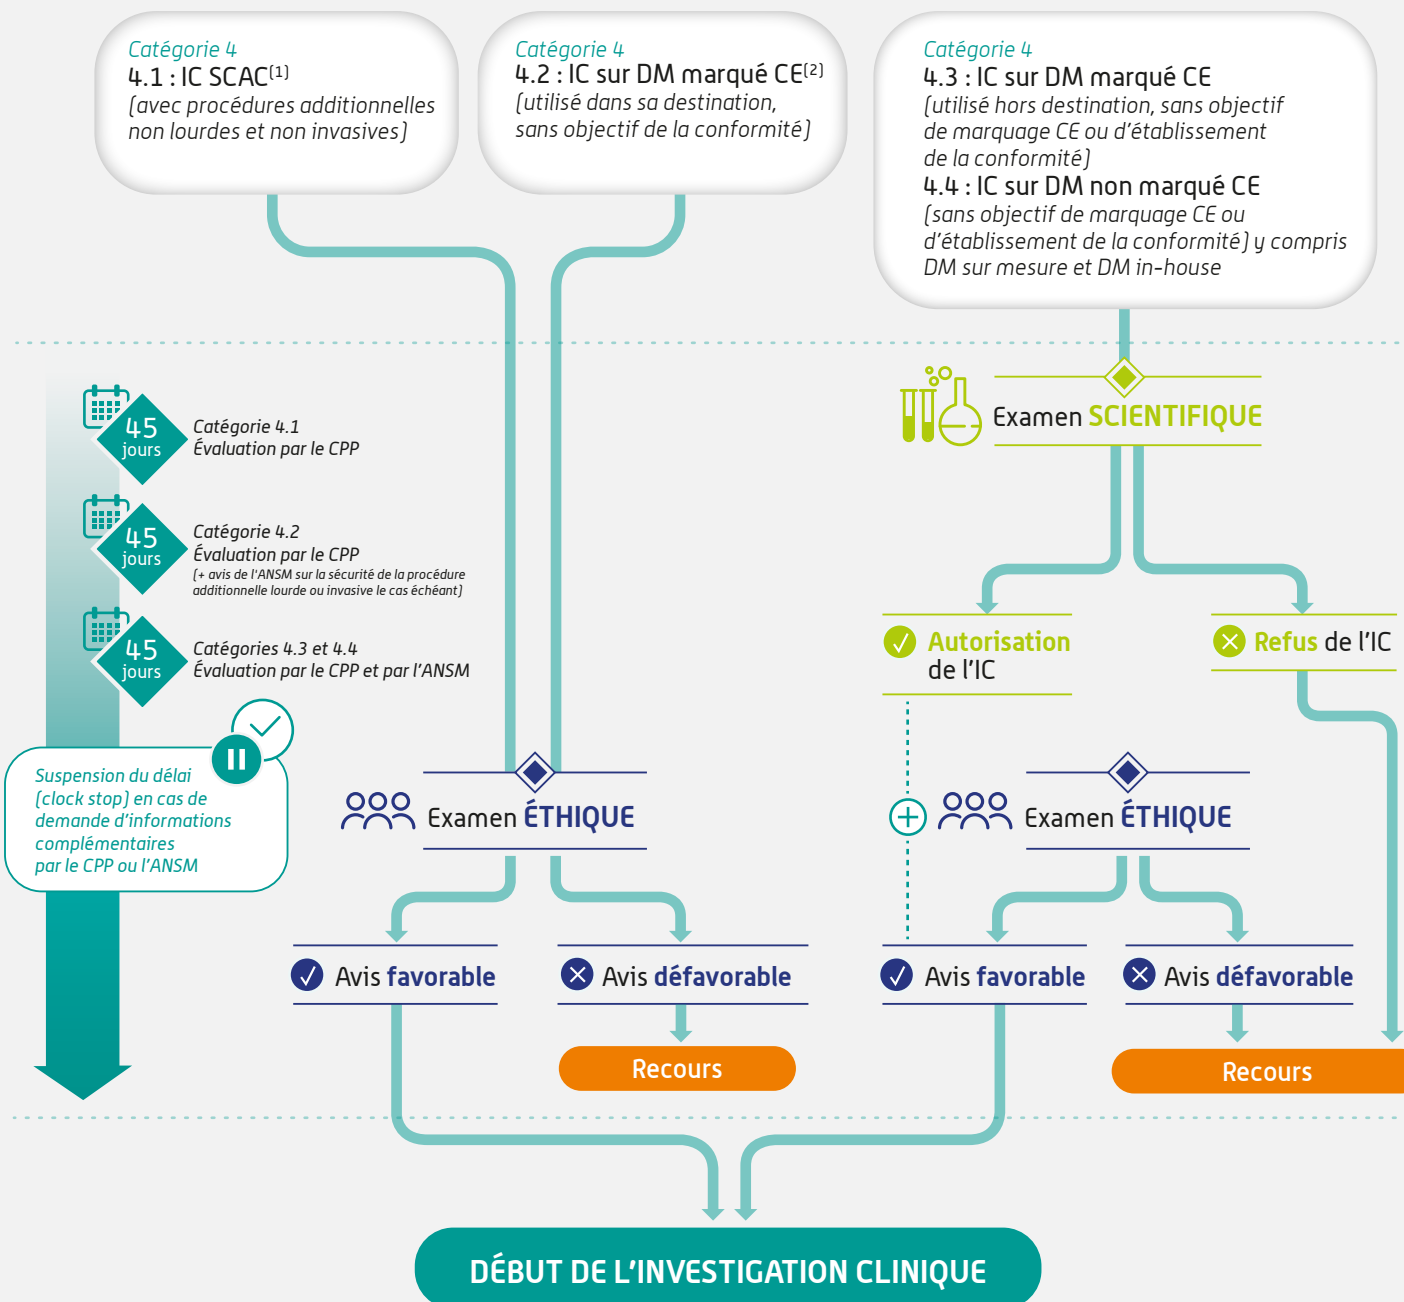 Catégorie 4
4.1 : IC SCAC(1)
(avec procédures additionnelles
non lourdes et non invasives)
Catégorie 4
4.2 : IC sur DM marqué CE(2)
(utilisé dans sa destination,
sans objectif de la conformité)
Catégorie 4
4.3 : IC sur DM marqué CE
(utilisé hors destination, sans objectif
de marquage CE ou d'établissement
de la conformité)
4.4 : IC sur DM non marqué CE
(sans objectif de marquage CE ou
d'établissement de la conformité) y compris
DM sur mesure et DM in-house
45
jours
Catégorie 4.1
Évaluation par le CPP
45
jours
Catégorie 4.2
Évaluation par le CPP
(+ avis de l'ANSM sur la sécurité de la procédure
additionnelle lourde ou invasive le cas échéant)
45
jours
Catégories 4.3 et 4.4
Évaluation par le CPP et par l'ANSM
Suspension du délai
(clock stop) en cas de
demande d'informations
complémentaires
par le CPP ou l'ANSM
Examen SCIENTIFIQUE
Autorisation
de l'IC
Refus de l'IC
Examen ÉTHIQUE
Examen ÉTHIQUE
Avis favorable
Avis défavorable
Avis favorable
Avis défavorable
Recours
Recours
DÉBUT DE L'INVESTIGATION CLINIQUE